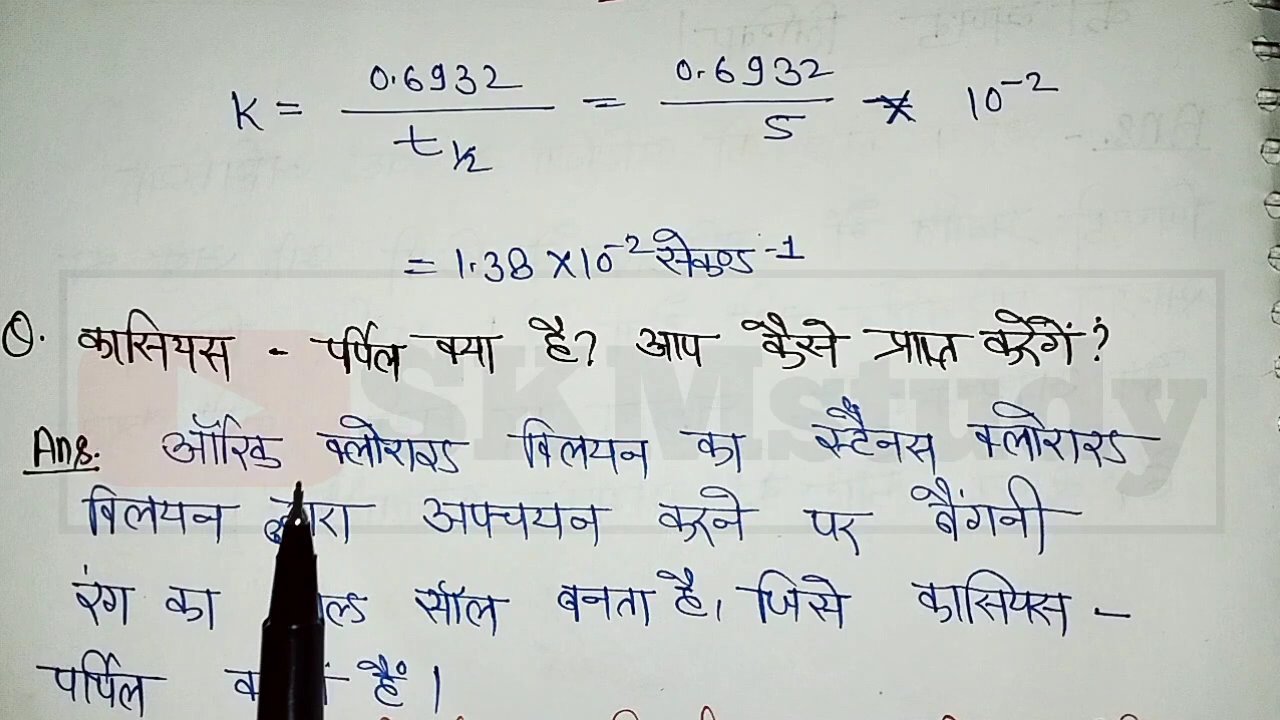 K = 0.6932 / t½ = 0.6932 / 5 × 10⁻²
= 1.38 × 10⁻² सेकण्ड⁻¹
Q. कासियस - पर्पिल क्या है? आप कैसे प्राप्त करेगें?
Ans. ऑरिक क्लोराइड विलयन का स्टैनस क्लोराइड
विलयन द्वारा अपचयन करने पर बैंगनी
रंग का सॉल बनता है, जिसे कासियस -
पर्पिल हैं।
SKMstudy